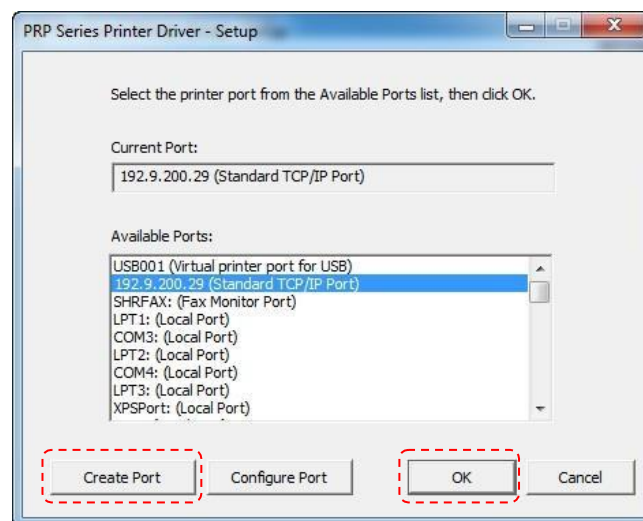 PRP Series Printer Driver - Setup
Select the printer port from the Available Ports list, then click OK.
Current Port:
192.9.200.29 (Standard TCP/IP Port)
Available Ports:
USB001 (Virtual printer port for USB)
192.9.200.29 (Standard TCP/IP Port)
SHRFAX: (Fax Monitor Port)
LPT1: (Local Port)
COM3: (Local Port)
LPT2: (Local Port)
COM4: (Local Port)
LPT3: (Local Port)
XPSPort: (Local Port)
Create Port Configure Port OK Cancel